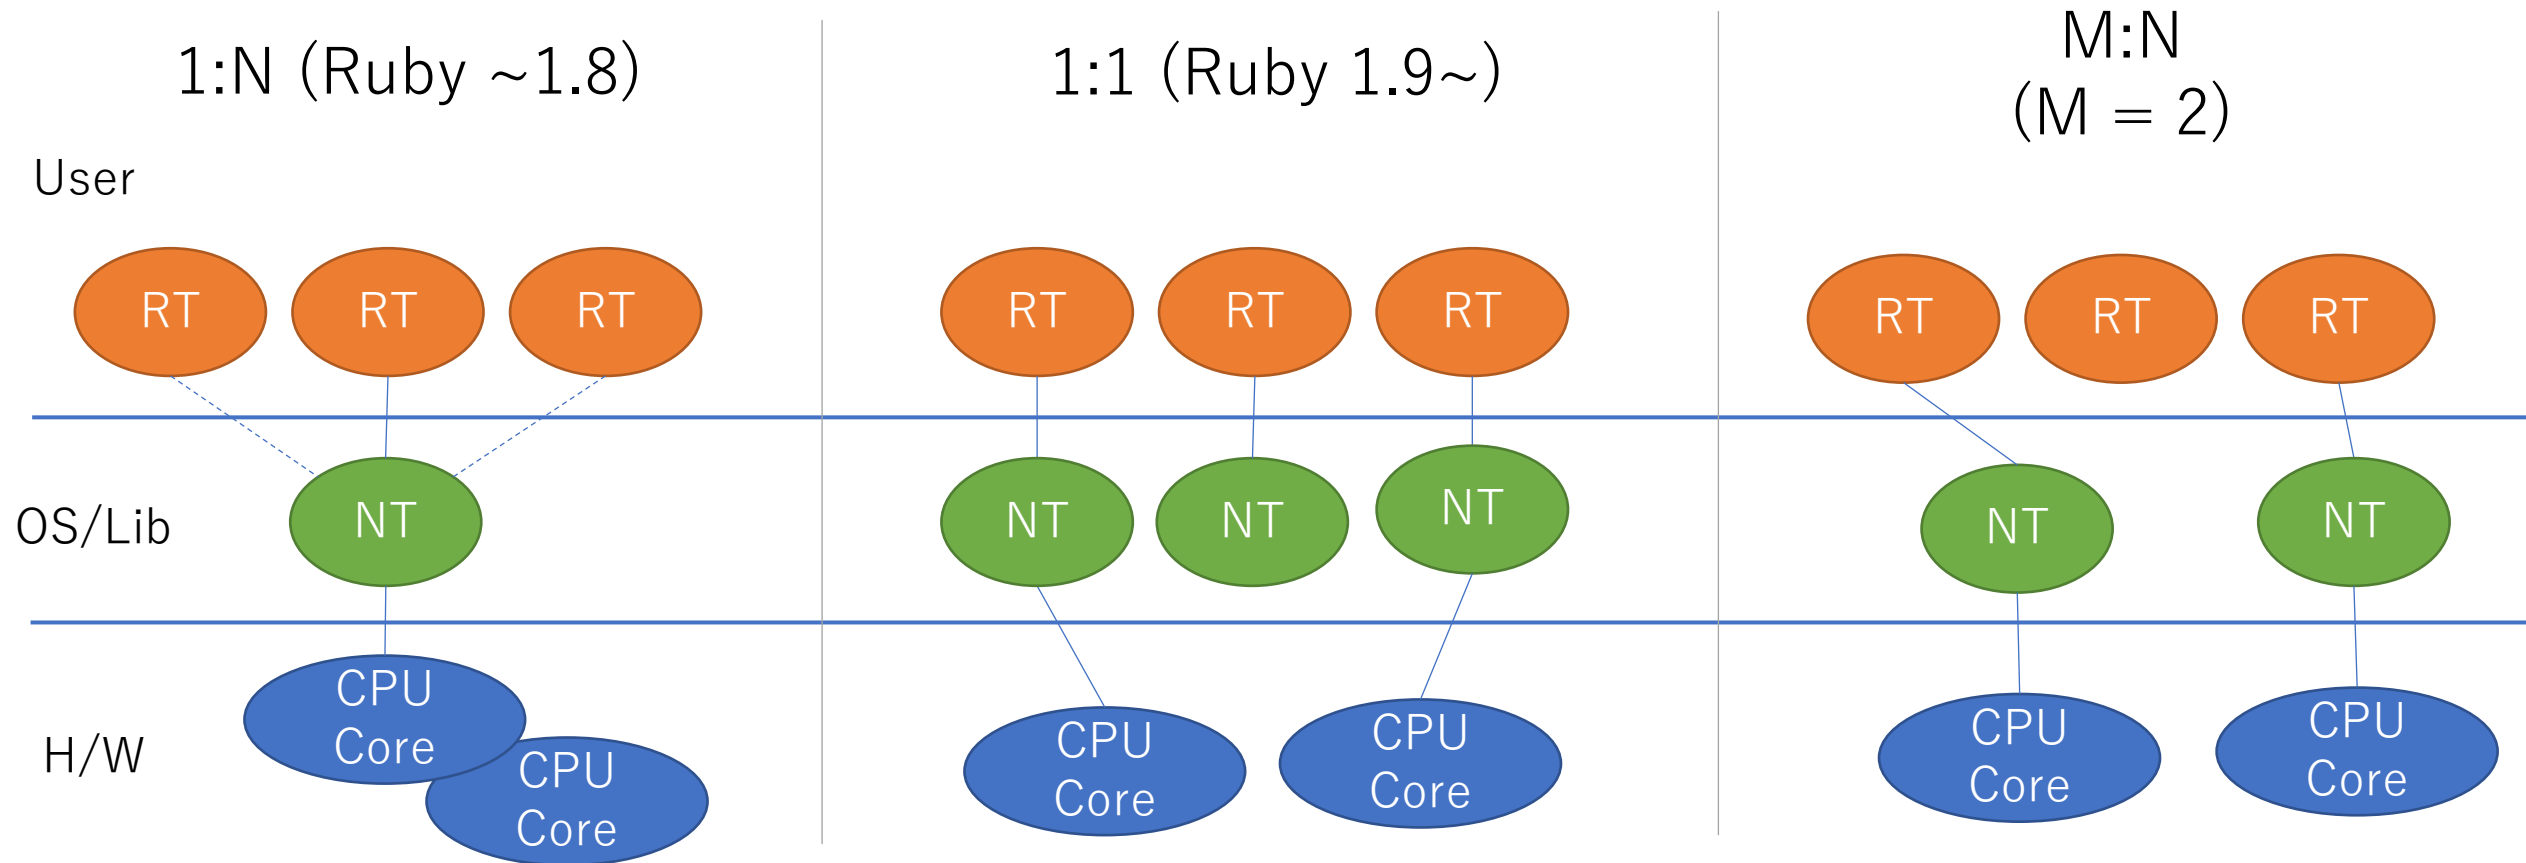 1:N (Ruby ~1.8)
1:1 (Ruby 1.9~)
M:N
(M = 2)
User
RT
RT
RT
RT
RT
RT
RT
RT
RT
OS/Lib
NT
NT
NT
NT
NT
NT
H/W
CPU
Core
CPU
Core
CPU
Core
CPU
Core
CPU
Core
CPU
Core